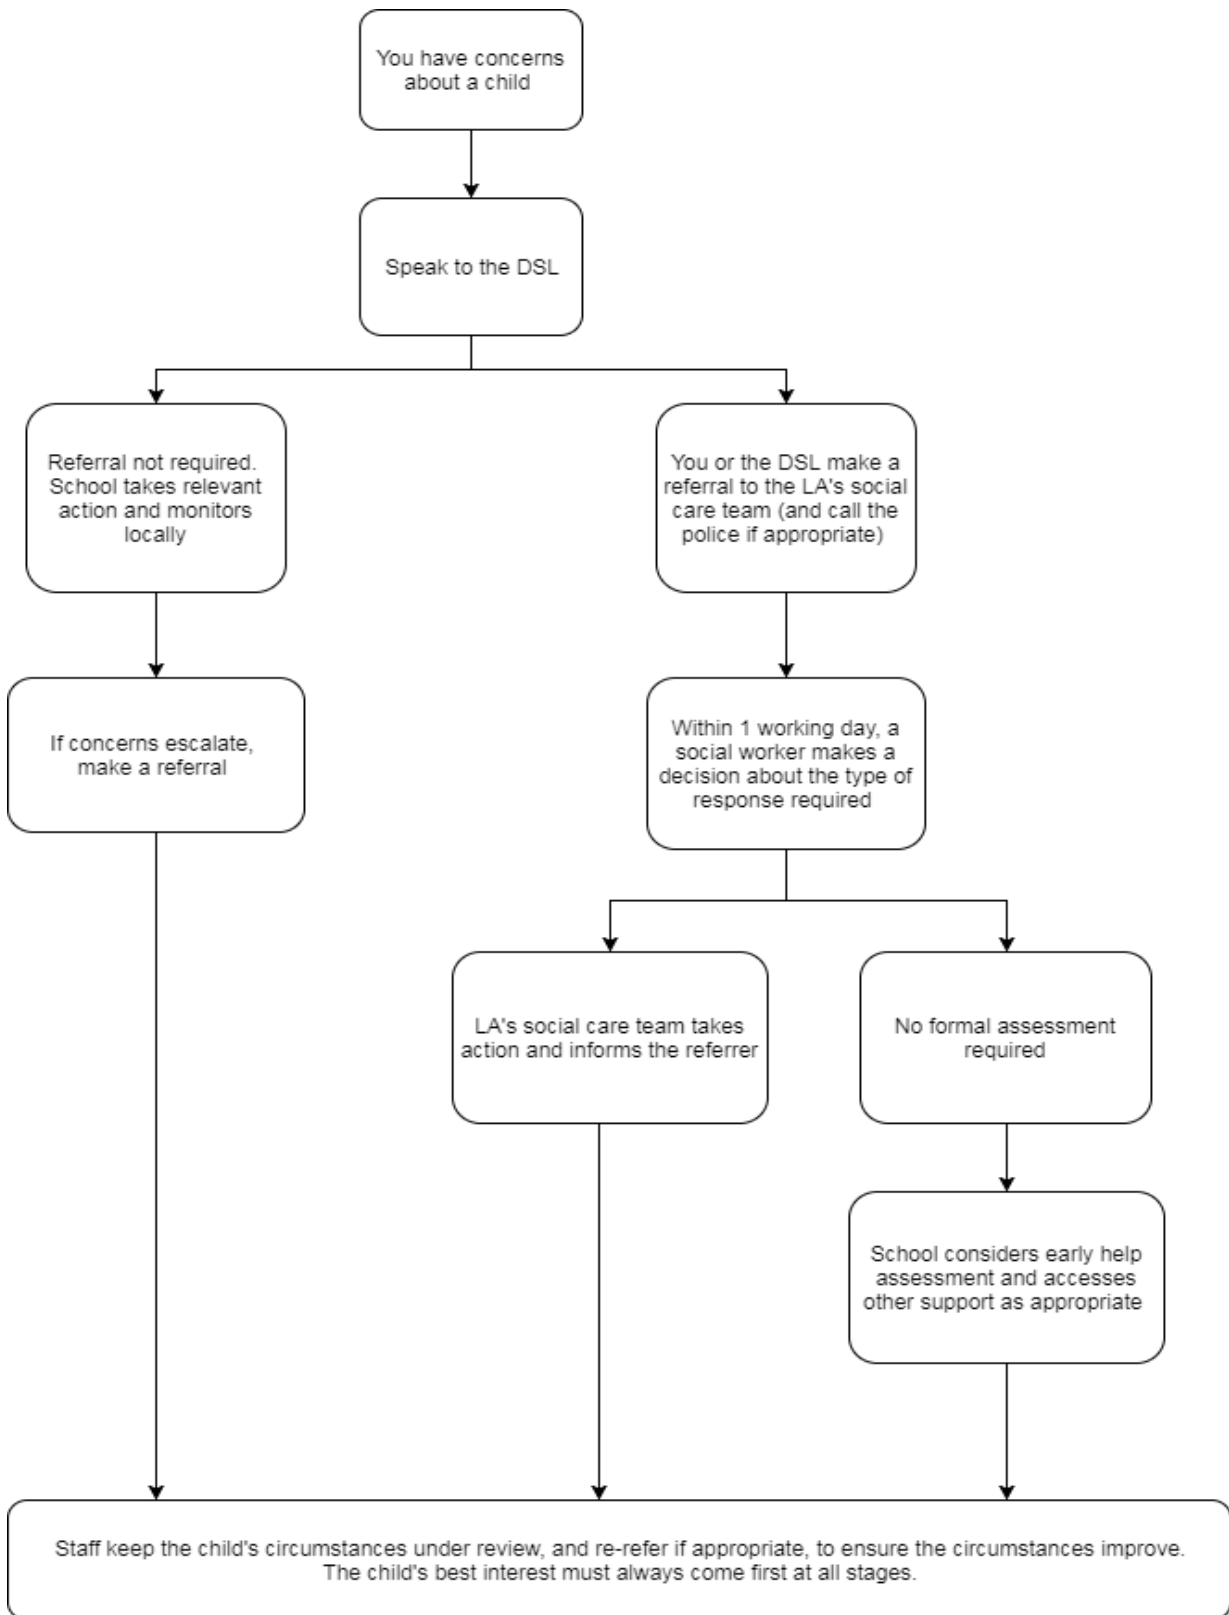 You have concerns
about a child
Speak to the DSL
Referral not required.
School takes relevant
action and monitors
locally
You or the DSL make a
referral to the LA's social
care team (and call the
police if appropriate)
If concerns escalate,
make a referral
Within 1 working day, a
social worker makes a
decision about the type of
response required
LA's social care team takes
action and informs the referrer
No formal assessment
required
School considers early help
assessment and accesses
other support as appropriate
Staff keep the child's circumstances under review, and re-refer if appropriate, to ensure the circumstances improve.
The child's best interest must always come first at all stages.